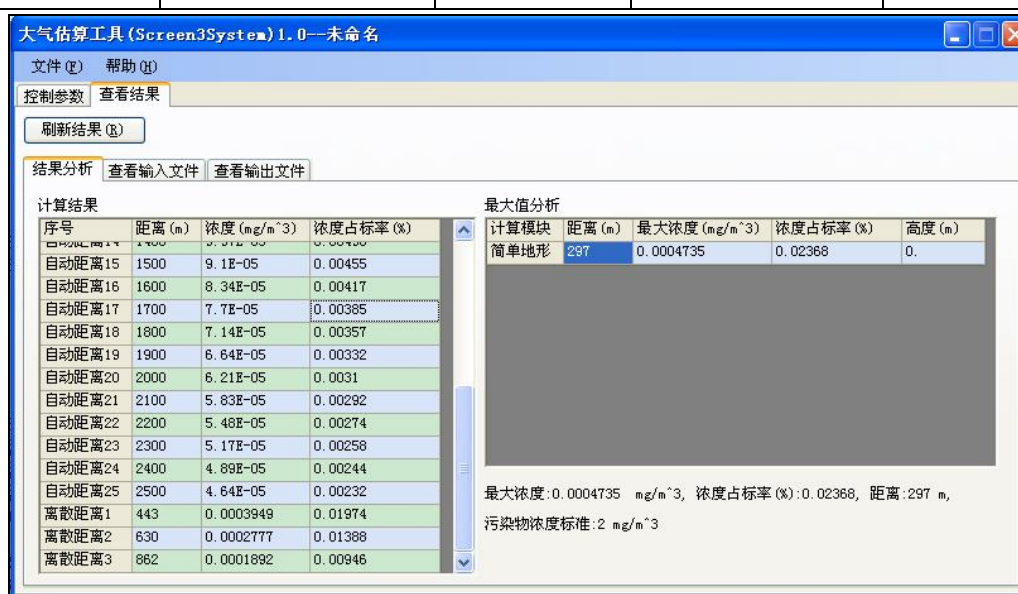 大气估算工具(Screen3System)1.0--未命名
文件(F) 帮助(H)
控制参数 查看结果
刷新结果(R)
结果分析 查看输入文件 查看输出文件
计算结果
序号 距离(m) 浓度(mg/m^3) 浓度占标率(%)
自动距离15 1500 9.1E-05 0.00455
自动距离16 1600 8.34E-05 0.00417
自动距离17 1700 7.7E-05 0.00385
自动距离18 1800 7.14E-05 0.00357
自动距离19 1900 6.64E-05 0.00332
自动距离20 2000 6.21E-05 0.0031
自动距离21 2100 5.83E-05 0.00292
自动距离22 2200 5.48E-05 0.00274
自动距离23 2300 5.17E-05 0.00258
自动距离24 2400 4.89E-05 0.00244
自动距离25 2500 4.64E-05 0.00232
离散距离1 443 0.0003949 0.01974
离散距离2 630 0.0002777 0.01388
离散距离3 862 0.0001892 0.00946
最大值分析
计算模块 距离(m) 最大浓度(mg/m^3) 浓度占标率(%) 高度(m)
简单地形 297 0.0004735 0.02368 0.
最大浓度:0.0004735 mg/m^3, 浓度占标率(%):0.02368, 距离:297 m,
污染物浓度标准:2 mg/m^3